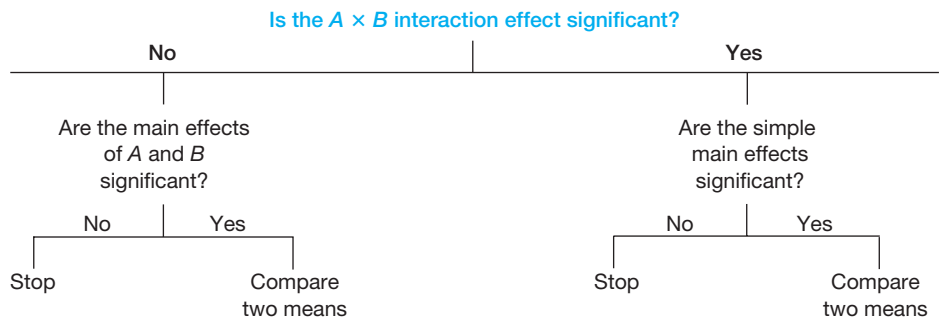 Is the A × B interaction effect significant?
No
Yes
Are the main effects
of A and B
significant?
Are the simple
main effects
significant?
No
Yes
No
Yes
Stop
Compare
two means
Stop
Compare
two means